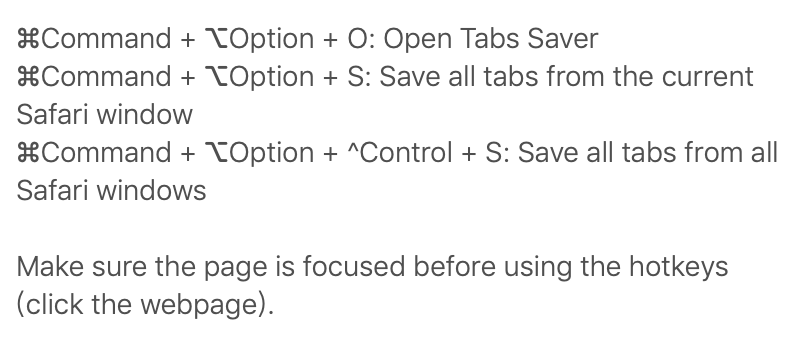 ⌘Command + ⌥Option + O: Open Tabs Saver
⌘Command + ⌥Option + S: Save all tabs from the current
Safari window
⌘Command + ⌥Option + ^Control + S: Save all tabs from all
Safari windows
Make sure the page is focused before using the hotkeys
(click the webpage).